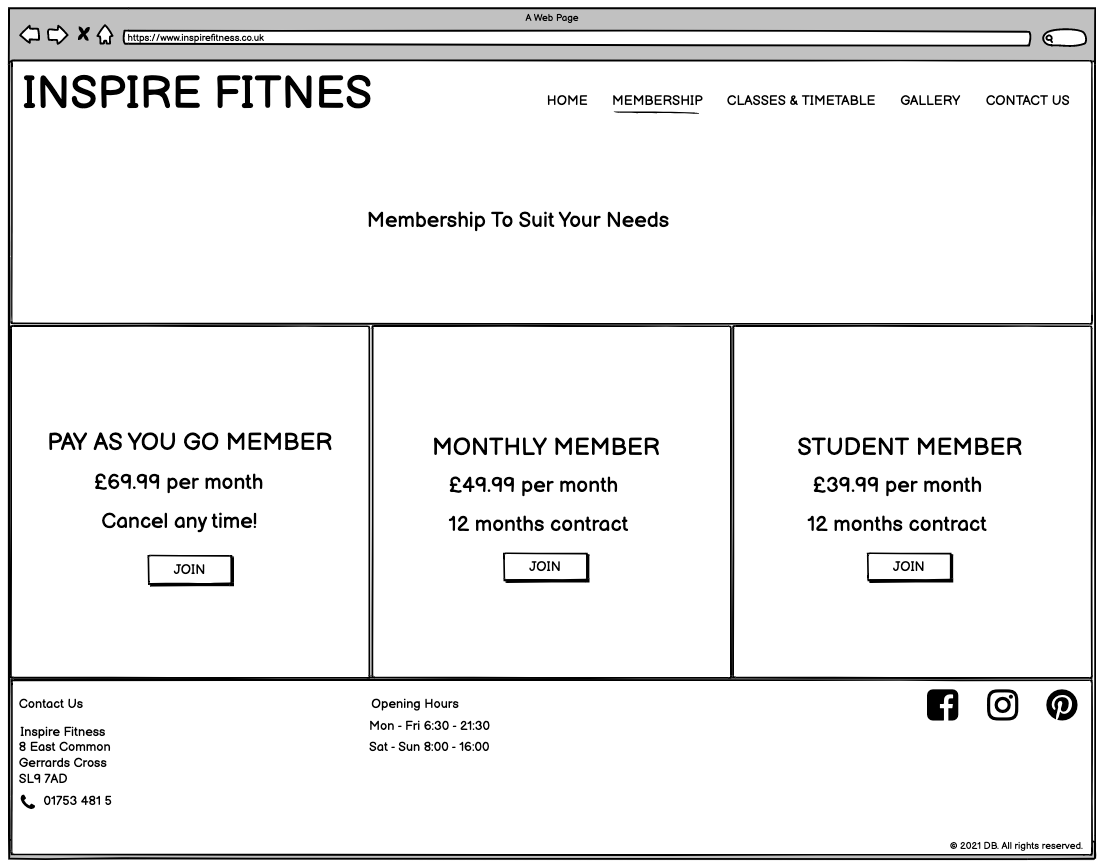 A Web Page
https://www.inspirefitness.co.uk
INSPIRE FITNES
HOME MEMBERSHIP CLASSES & TIMETABLE GALLERY CONTACT US
Membership To Suit Your Needs
PAY AS YOU GO MEMBER
£69.99 per month
Cancel any time!
JOIN
MONTHLY MEMBER
£49.99 per month
12 months contract
JOIN
STUDENT MEMBER
£39.99 per month
12 months contract
JOIN
Contact Us
Inspire Fitness
8 East Common
Gerrards Cross
SL9 7AD
01753 481 5
Opening Hours
Mon - Fri 6:30 - 21:30
Sat - Sun 8:00 - 16:00
© 2021 DB. All rights reserved.